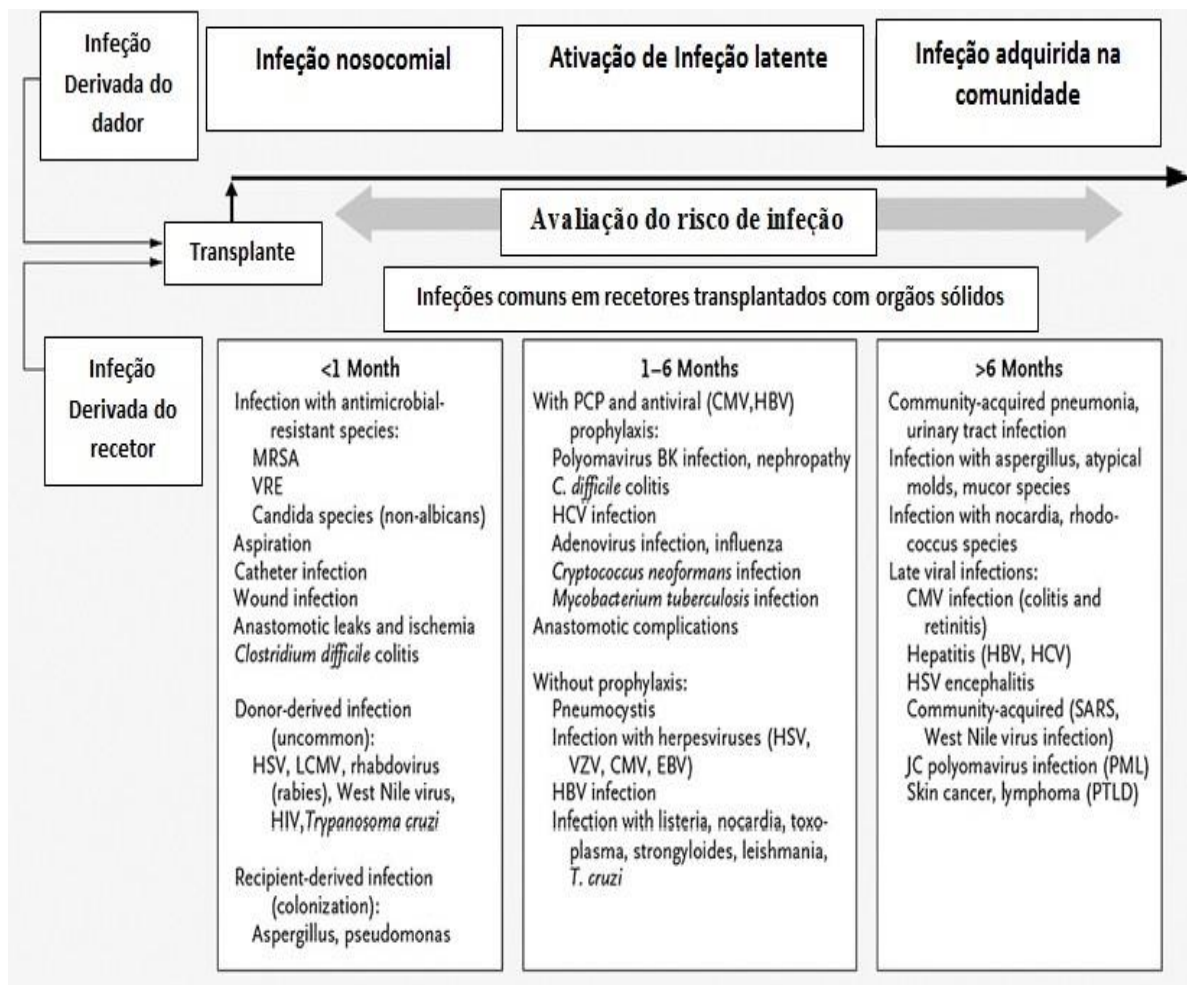 Infeção
Derivada do
dador
Infeção nosocomial
Ativação de Infeção latente
Infeção adquirida na
comunidade
Avaliação do risco de infeção
Transplante
Infeções comuns em recetores transplantados com orgãos sólidos
Infeção
Derivada do
recetor
<1 Month
Infection with antimicrobial-
resistant species:
MRSA
VRE
Candida species (non-albicans)
Aspiration
Catheter infection
Wound infection
Anastomotic leaks and ischemia
Clostridium difficile colitis
Donor-derived infection
(uncommon):
HSV, LCMV, rhabdovirus
(rabies), West Nile virus,
HIV, Trypanosoma cruzi
Recipient-derived infection
(colonization):
Aspergillus, pseudomonas
1–6 Months
With PCP and antiviral (CMV,HBV)
prophylaxis:
Polyomavirus BK infection, nephropathy
C. difficile colitis
HCV infection
Adenovirus infection, influenza
Cryptococcus neoformans infection
Mycobacterium tuberculosis infection
Anastomotic complications
Without prophylaxis:
Pneumocystis
Infection with herpesviruses (HSV,
VZV, CMV, EBV)
HBV infection
Infection with listeria, nocardia, toxo-
plasma, strongyloides, leishmania,
T. cruzi
>6 Months
Community-acquired pneumonia,
urinary tract infection
Infection with aspergillus, atypical
molds, mucor species
Infection with nocardia, rhodo-
coccus species
Late viral infections:
CMV infection (colitis and
retinitis)
Hepatitis (HBV, HCV)
HSV encephalitis
Community-acquired (SARS,
West Nile virus infection)
JC polyomavirus infection (PML)
Skin cancer, lymphoma (PTLD)